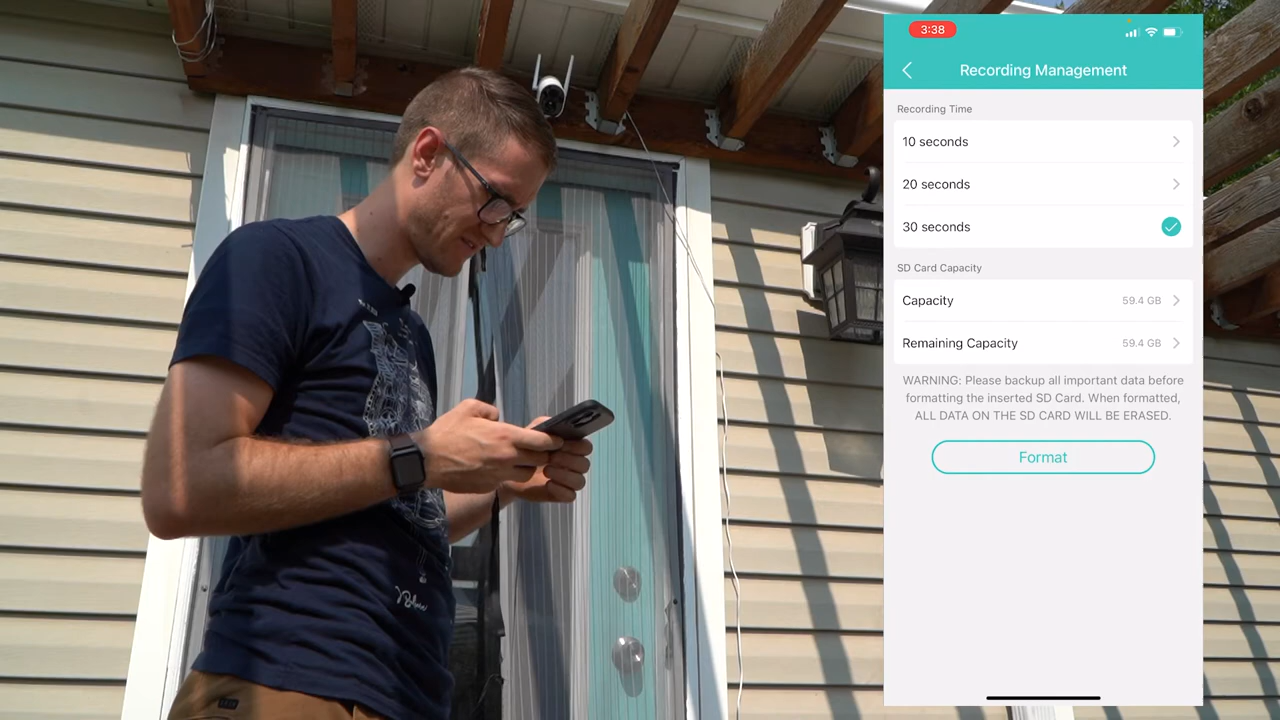 3:38
Recording Management
Recording Time
10 seconds
20 seconds
30 seconds
SD Card Capacity
Capacity 59.4 GB
Remaining Capacity 59.4 GB
WARNING: Please backup all important data before
formatting the inserted SD Card. When formatted,
ALL DATA ON THE SD CARD WILL BE ERASED.
Format